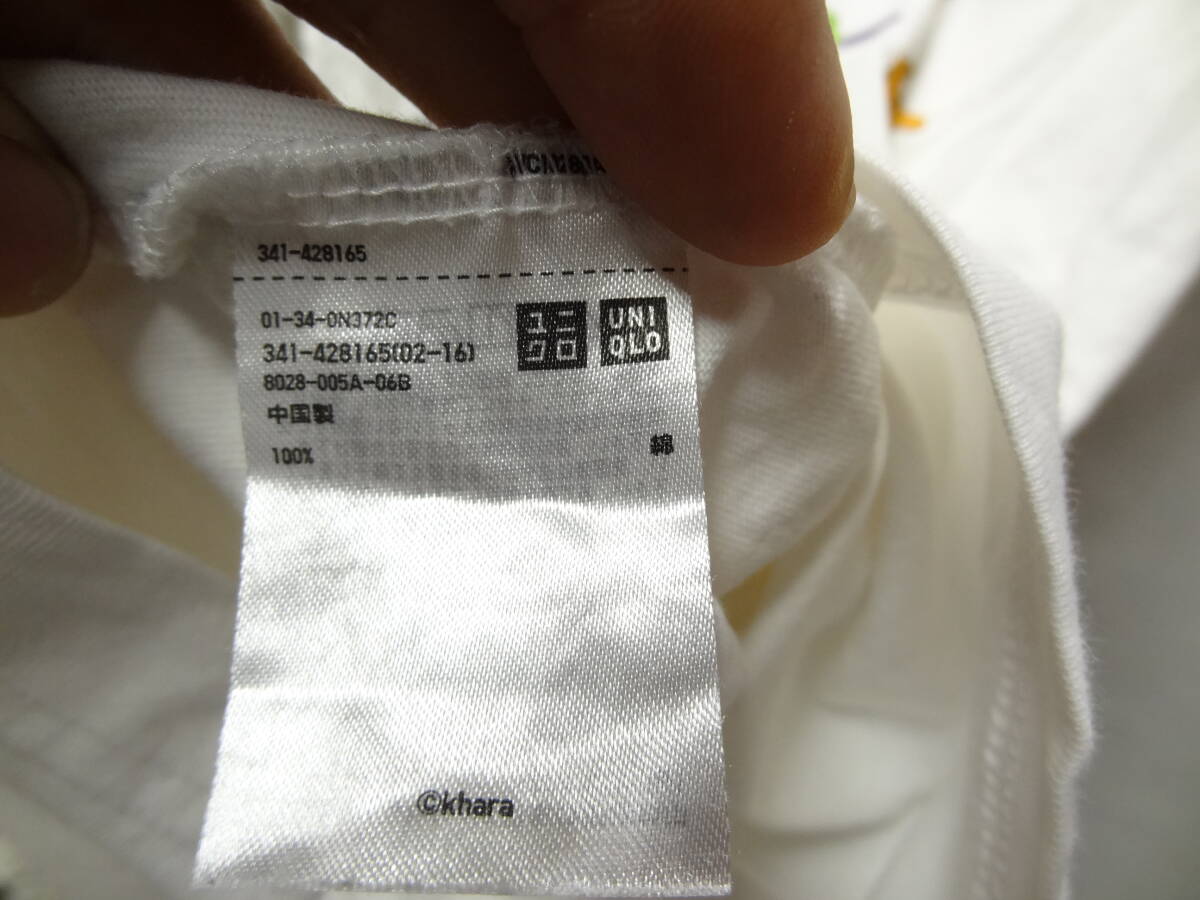 341-428165
01-34-0N372C
ユニ UNI
クロ QLO
341-428165(02-16)
8028-005A-06B
中国製
100% 綿
©khara